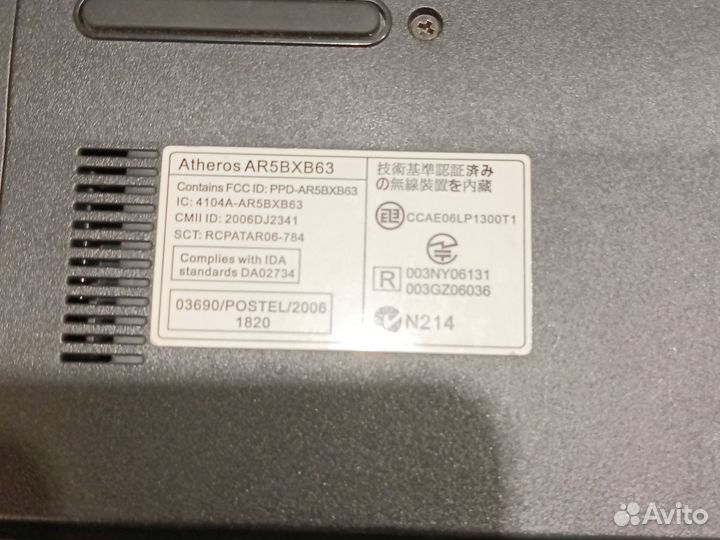 Atheros AR5BXB63
Contains FCC ID: PPD-AR5BXB63
IC: 4104A-AR5BXB63
CMII ID: 2006DJ2341
SCT: RCPATAR06-784
Complies with IDA
standards DA02734
03690/POSTEL/2006
1820
技術基準認証済み
の無線装置を内蔵
CCAE06LP1300T1
R 003NY06131
003GZ06036
N214
Avito